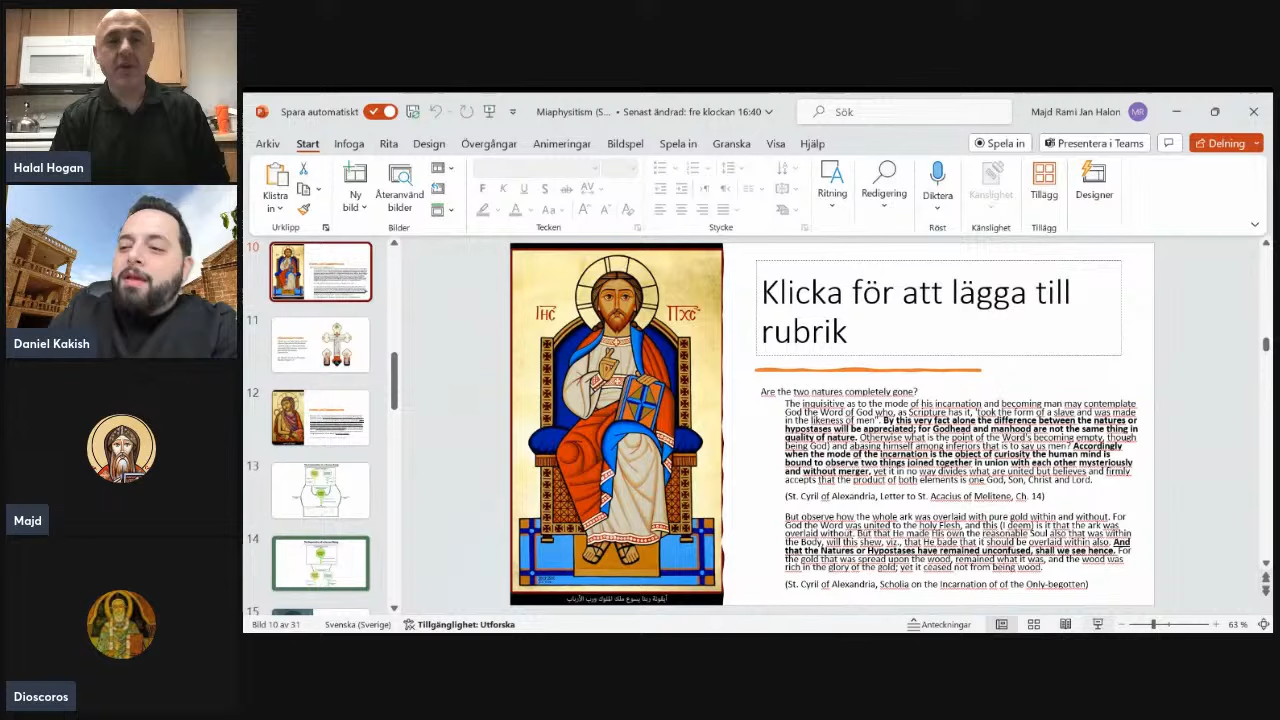 Halal Hogan
Daniel Kakish
Majd
Dioscoros
Spara automatiskt
Miaphysitism (S... • Senast ändrad: fre klockan 16:40
Sök
Majd Rami Jan Halon
MR
Arkiv Start Infoga Rita Design Övergångar Animeringar Bildspel Spela in Granska Visa Hjälp
Spela in
Presentera i Teams
Delning
Klistra in
Ny bild
Återanvänd bilder
F K U S ab AV
A Aa A A
Ritning
Redigering
Diktera
Känslighet
Tillägg
Designer
Urklipp
Bilder
Tecken
Stycke
Röst
Känslighet
Tillägg
10
11
12
13
14
15
أيقونة ربنا يسوع ملك الملوك ورب الأرباب
Klicka för att lägga till
rubrik
Are the two natures completely gone?
The inquisitive as to the mode of his incarnation and becoming man may contemplate
God the Word of God who, as Scripture has it, 'took the form of a slave and was made
in the likeness of men". By this very fact alone the difference between the natures or
hypostases will be appreciated; for Godhead and manhood are not the same thing in
quality of nature. Otherwise what is the point of the Word's becoming empty, though
being God) and abasing himself among inferiors that is to say us men? Accordingly
when the mode of the incarnation is the object of curiosity the human mind is
bound to observe two things joined together in union with each other mysteriously
and without merger, yet it in no way divides what are united but believes and firmly
accepts that the product of both elements is one God, Son, Christ and Lord.
(St. Cyril of Alexandria, Letter to St. Acacius of Melitene, Ch. 14)
But observe how the whole ark was overlaid with pure gold within and without. For
God the Word was united to the holy Flesh, and this (I deem) is it that the ark was
overlaid without. But that He made His own the reasonable Soul also that was within
the Body, will this shew, viz., that He bade that it should be overlaid within also. And
that the Natures or Hypostases have remained unconfused, shall we see hence. For
the gold that was spread upon the wood, remained what it was, and the wood was
rich in the glory of the gold; yet it ceased not from being wood.
(St. Cyril of Alexandria, Scholia on the Incarnation of of the Only-begotten)
Bild 10 av 31
Svenska (Sverige)
Tillgänglighet: Utforska
Anteckningar
63 %